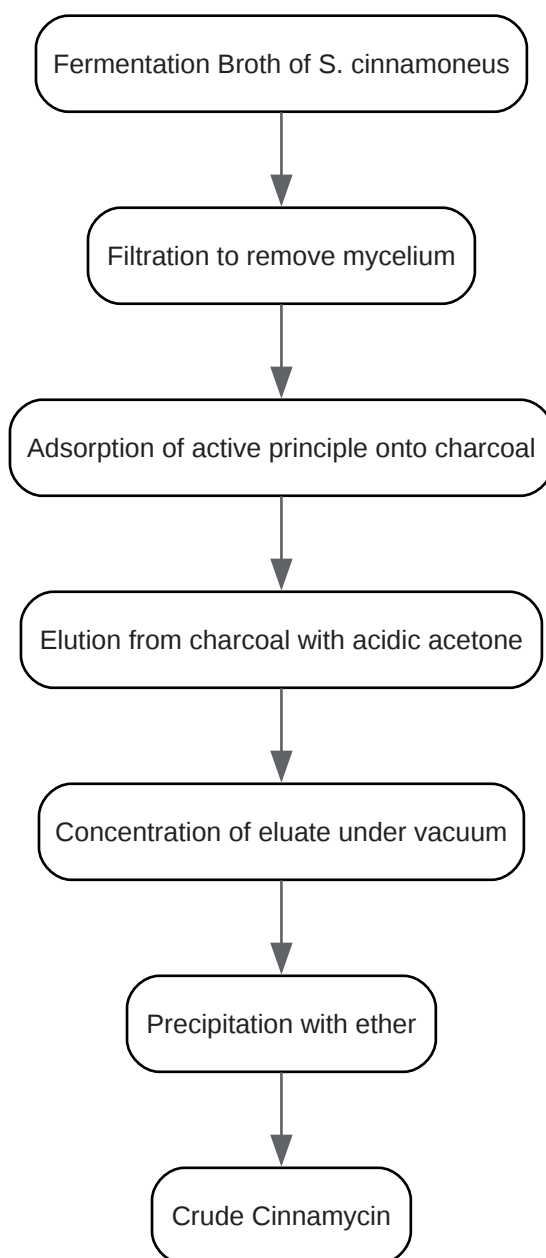 Fermentation Broth of S. cinnamoneus
Filtration to remove mycelium
Adsorption of active principle onto charcoal
Elution from charcoal with acidic acetone
Concentration of eluate under vacuum
Precipitation with ether
Crude Cinnamycin